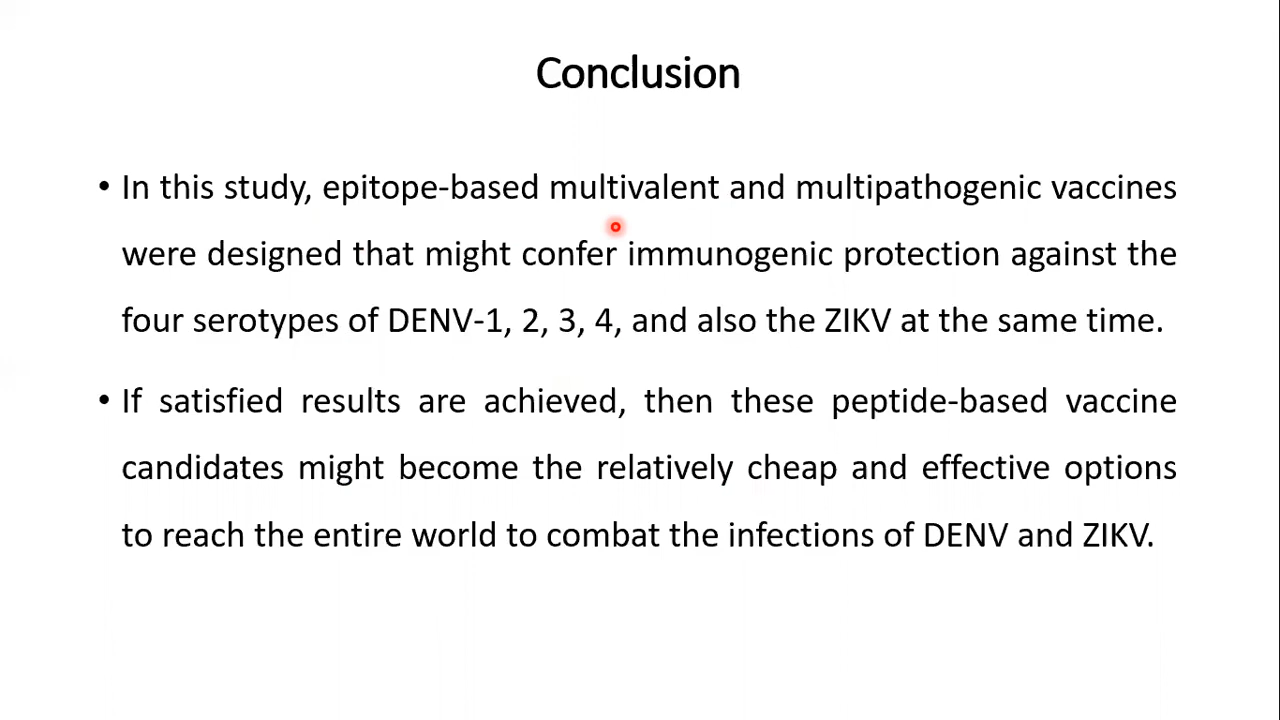 Conclusion
• In this study, epitope-based multivalent and multipathogenic vaccines
were designed that might confer immunogenic protection against the
four serotypes of DENV-1, 2, 3, 4, and also the ZIKV at the same time.
• If satisfied results are achieved, then these peptide-based vaccine
candidates might become the relatively cheap and effective options
to reach the entire world to combat the infections of DENV and ZIKV.